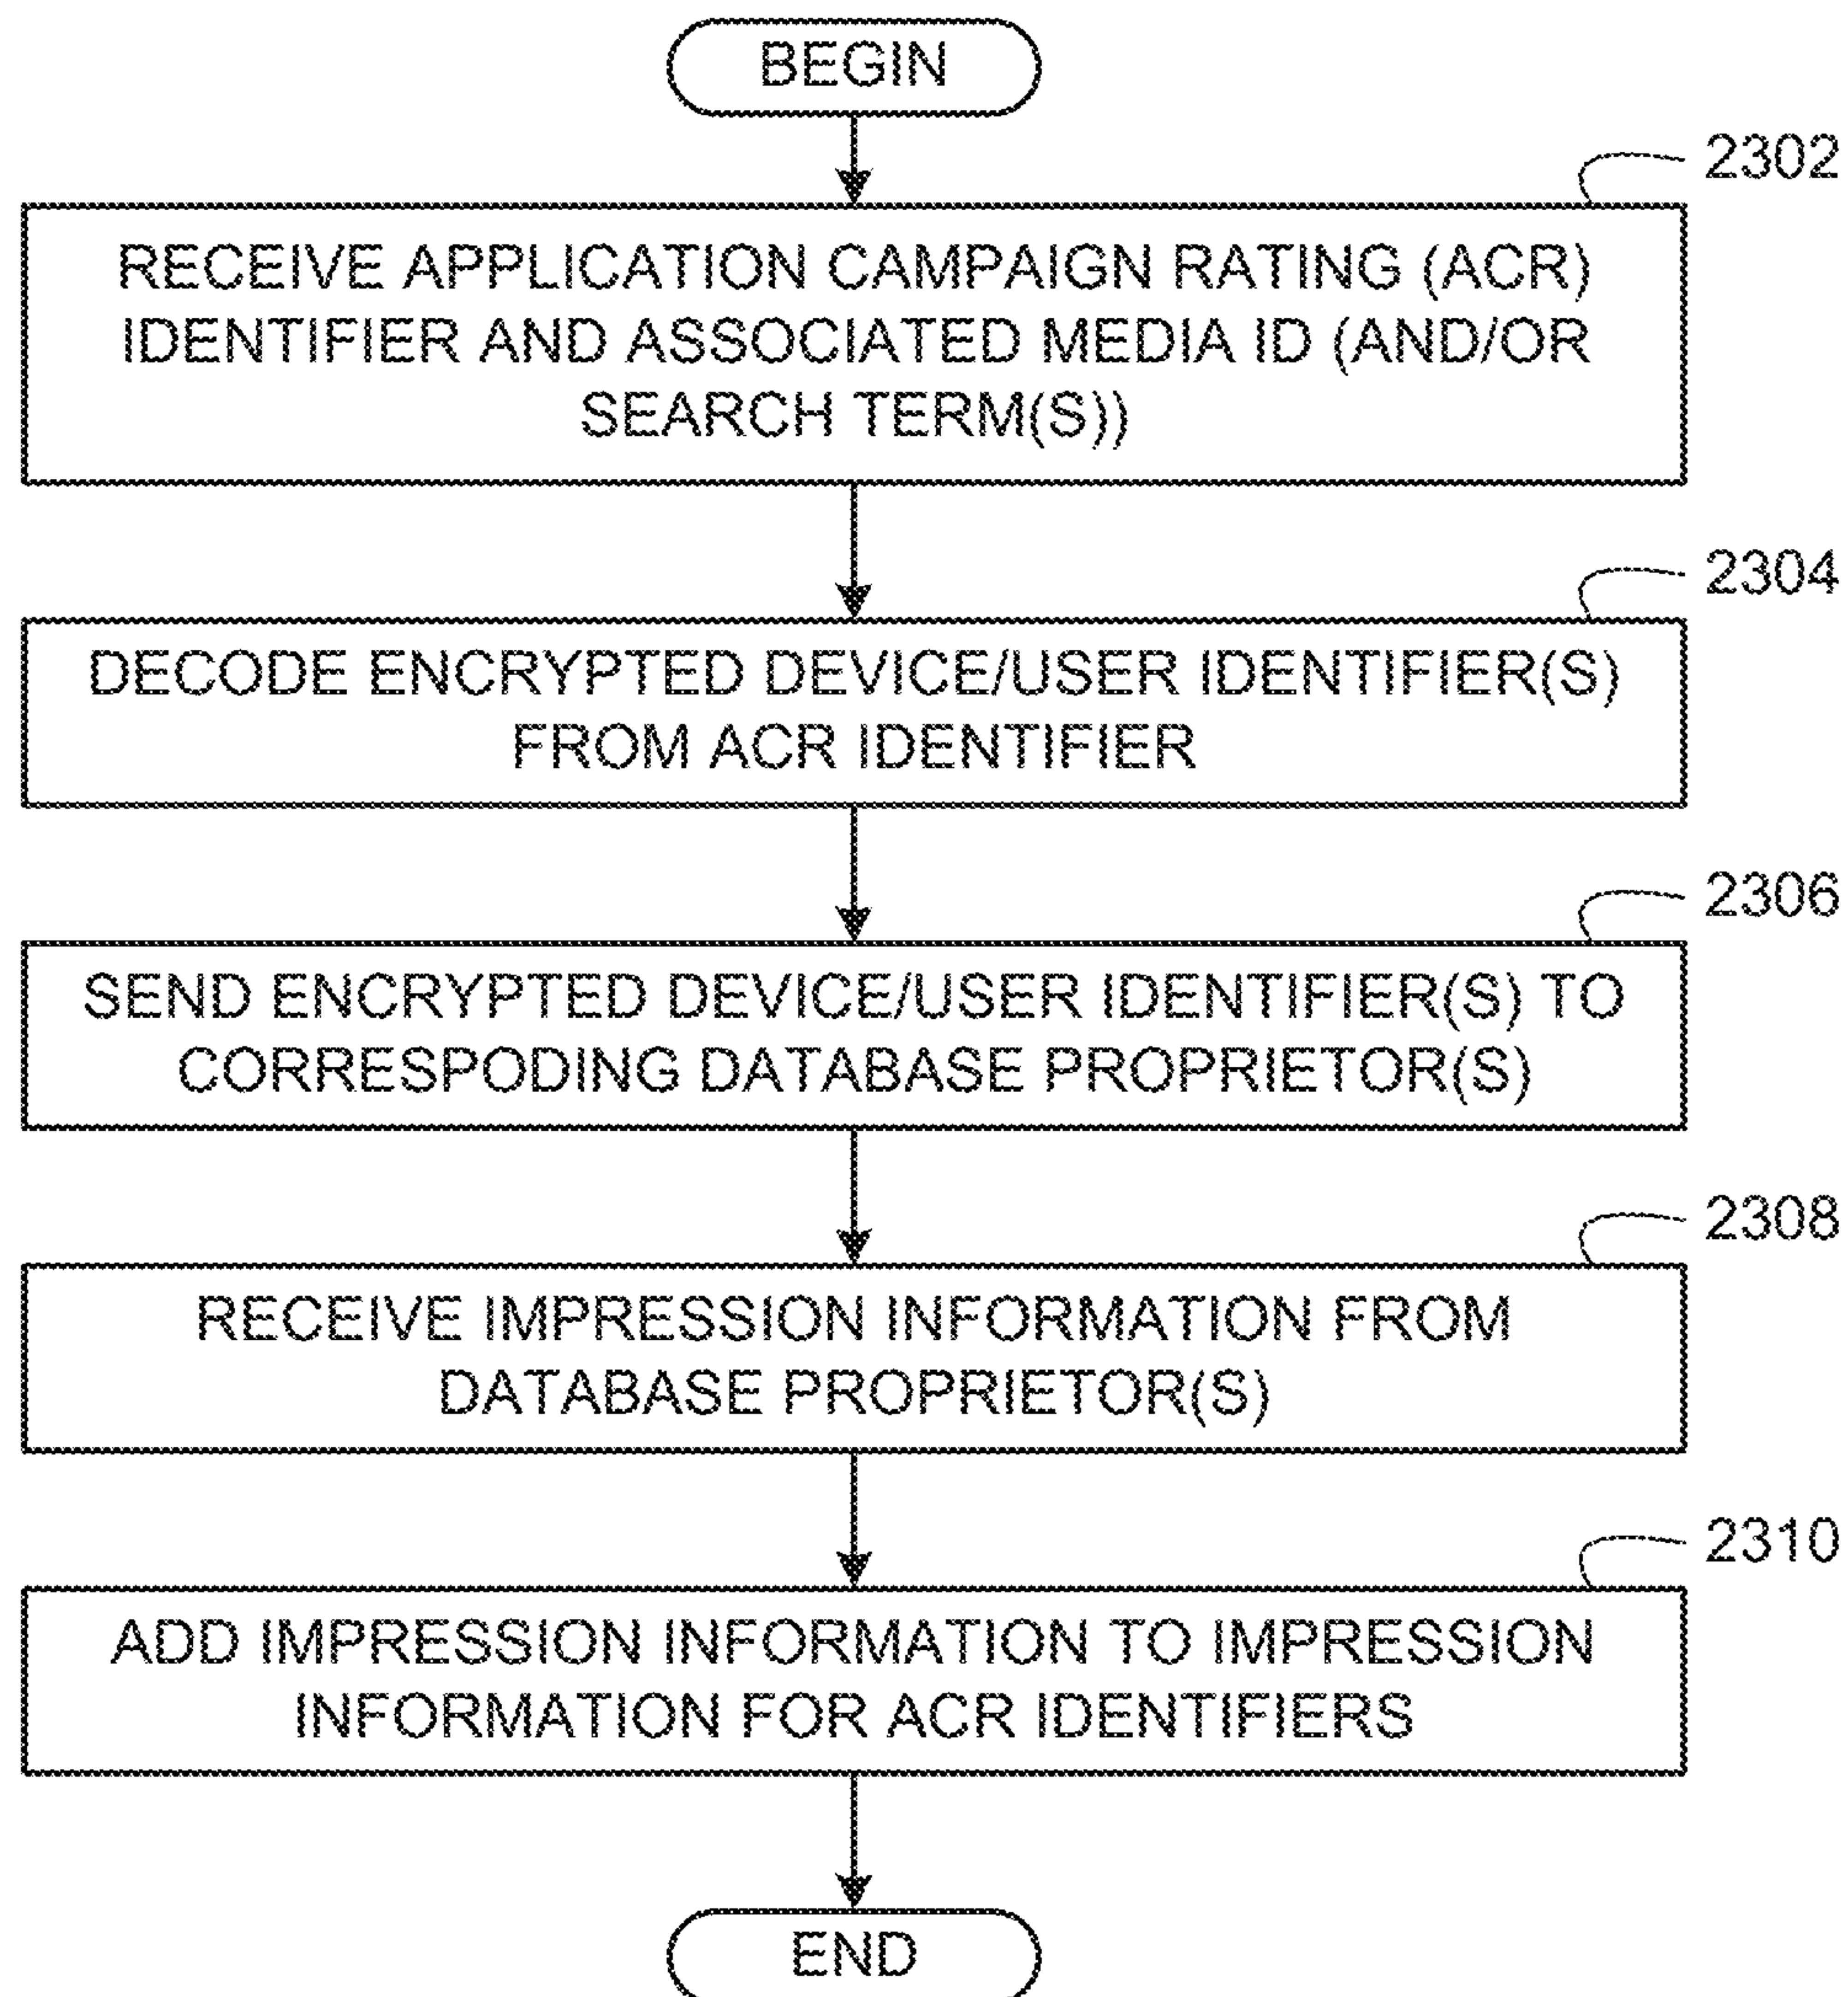 BEGIN
2302
RECEIVE APPLICATION CAMPAIGN RATING (ACR)
IDENTIFIER AND ASSOCIATED MEDIA ID (AND/OR
SEARCH TERM(S))
2304
DECODE ENCRYPTED DEVICE/USER IDENTIFIER(S)
FROM ACR IDENTIFIER
2306
SEND ENCRYPTED DEVICE/USER IDENTIFIER(S) TO
CORRESPODING DATABASE PROPRIETOR(S)
2308
RECEIVE IMPRESSION INFORMATION FROM
DATABASE PROPRIETOR(S)
2310
ADD IMPRESSION INFORMATION TO IMPRESSION
INFORMATION FOR ACR IDENTIFIERS
END